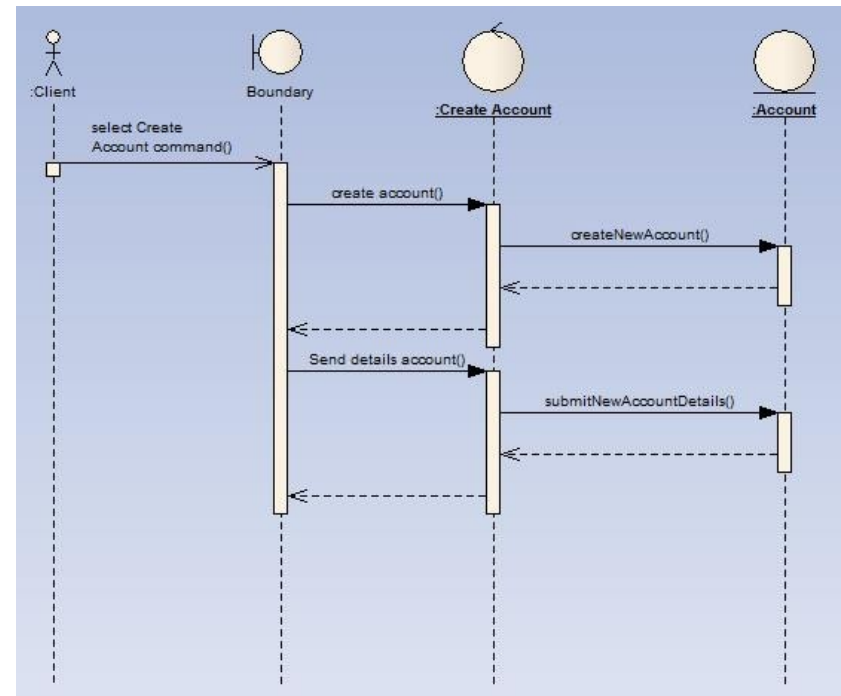 :Client
Boundary
:Create Account
:Account
select Create
Account command()
create account()
createNewAccount()
Send details account()
submitNewAccountDetails()